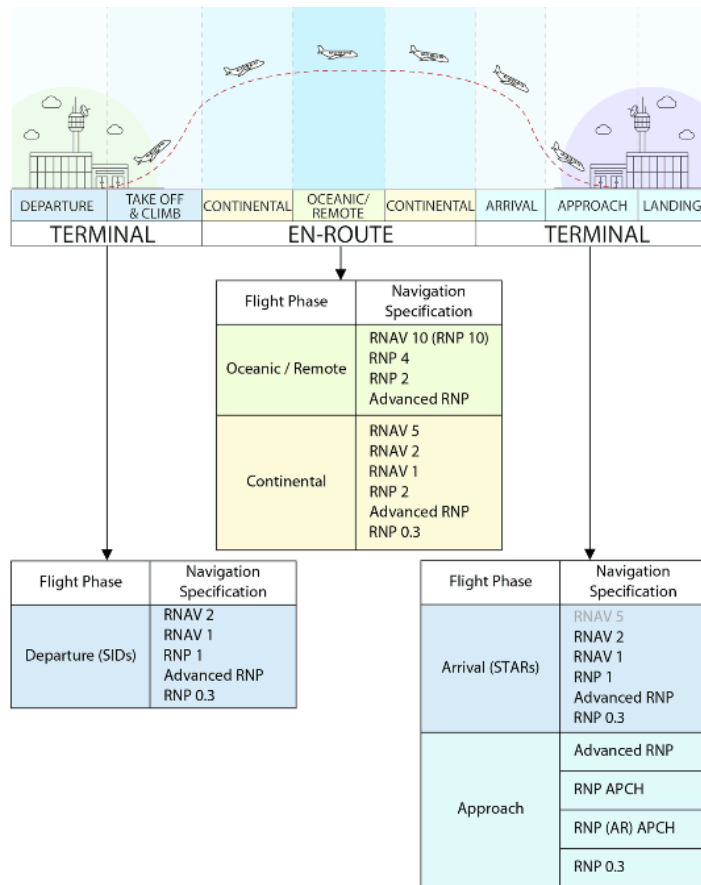 DEPARTURE
TAKE OFF
& CLIMB
CONTINENTAL
OCEANIC/
REMOTE
CONTINENTAL
ARRIVAL
APPROACH
LANDING
TERMINAL
EN-ROUTE
TERMINAL
Flight Phase
Navigation
Specification
Oceanic / Remote
RNAV 10 (RNP 10)
RNP 4
RNP 2
Advanced RNP
Continental
RNAV 5
RNAV 2
RNAV 1
RNP 2
Advanced RNP
RNP 0.3
Flight Phase
Navigation
Specification
Departure (SIDs)
RNAV 2
RNAV 1
RNP 1
Advanced RNP
RNP 0.3
Flight Phase
Navigation
Specification
Arrival (STARs)
RNAV 5
RNAV 2
RNAV 1
RNP 1
Advanced RNP
RNP 0.3
Approach
Advanced RNP
RNP APCH
RNP (AR) APCH
RNP 0.3